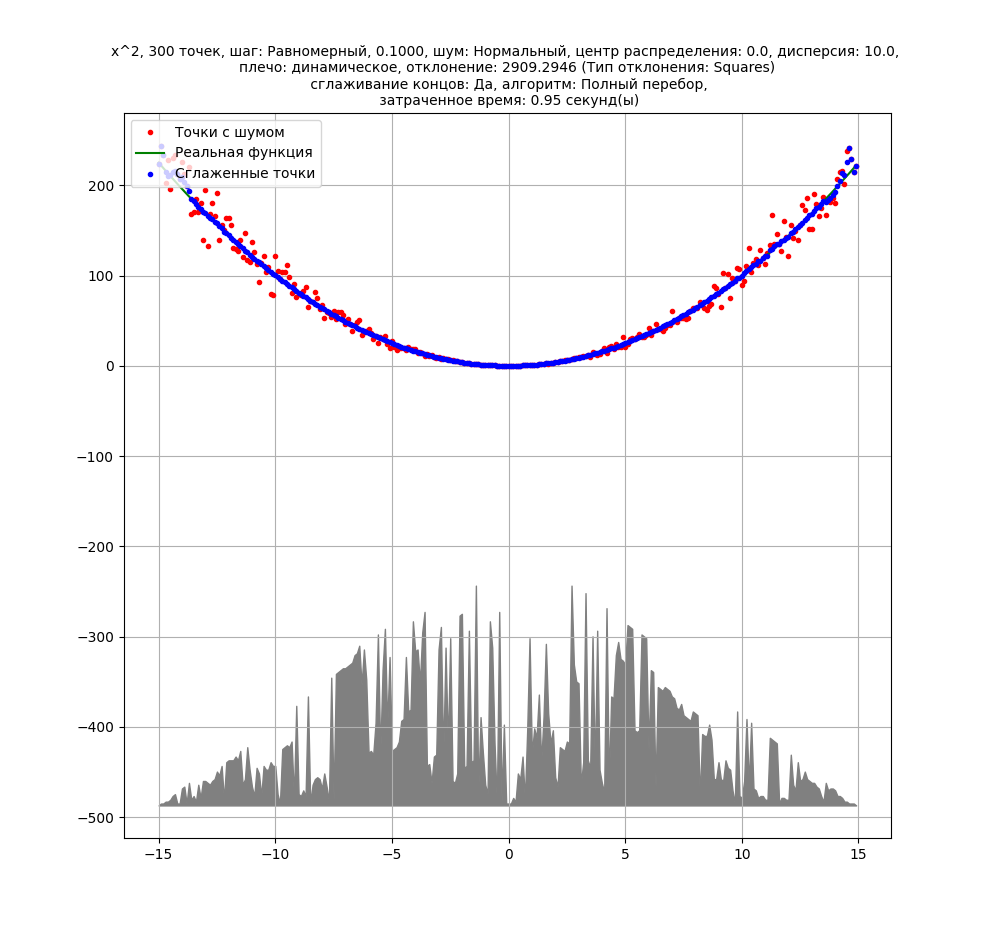 x^2, 300 точек, шаг: Равномерный, 0.1000, шум: Нормальный, центр распределения: 0.0, дисперсия: 10.0,
плечо: динамическое, отклонение: 2909.2946 (Тип отклонения: Squares)
сглаживание концов: Да, алгоритм: Полный перебор,
затраченное время: 0.95 секунд(ы)
Точки с шумом
Реальная функция
Сглаженные точки
200
100
0
−100
−200
−300
−400
−500
−15
−10
−5
0
5
10
15